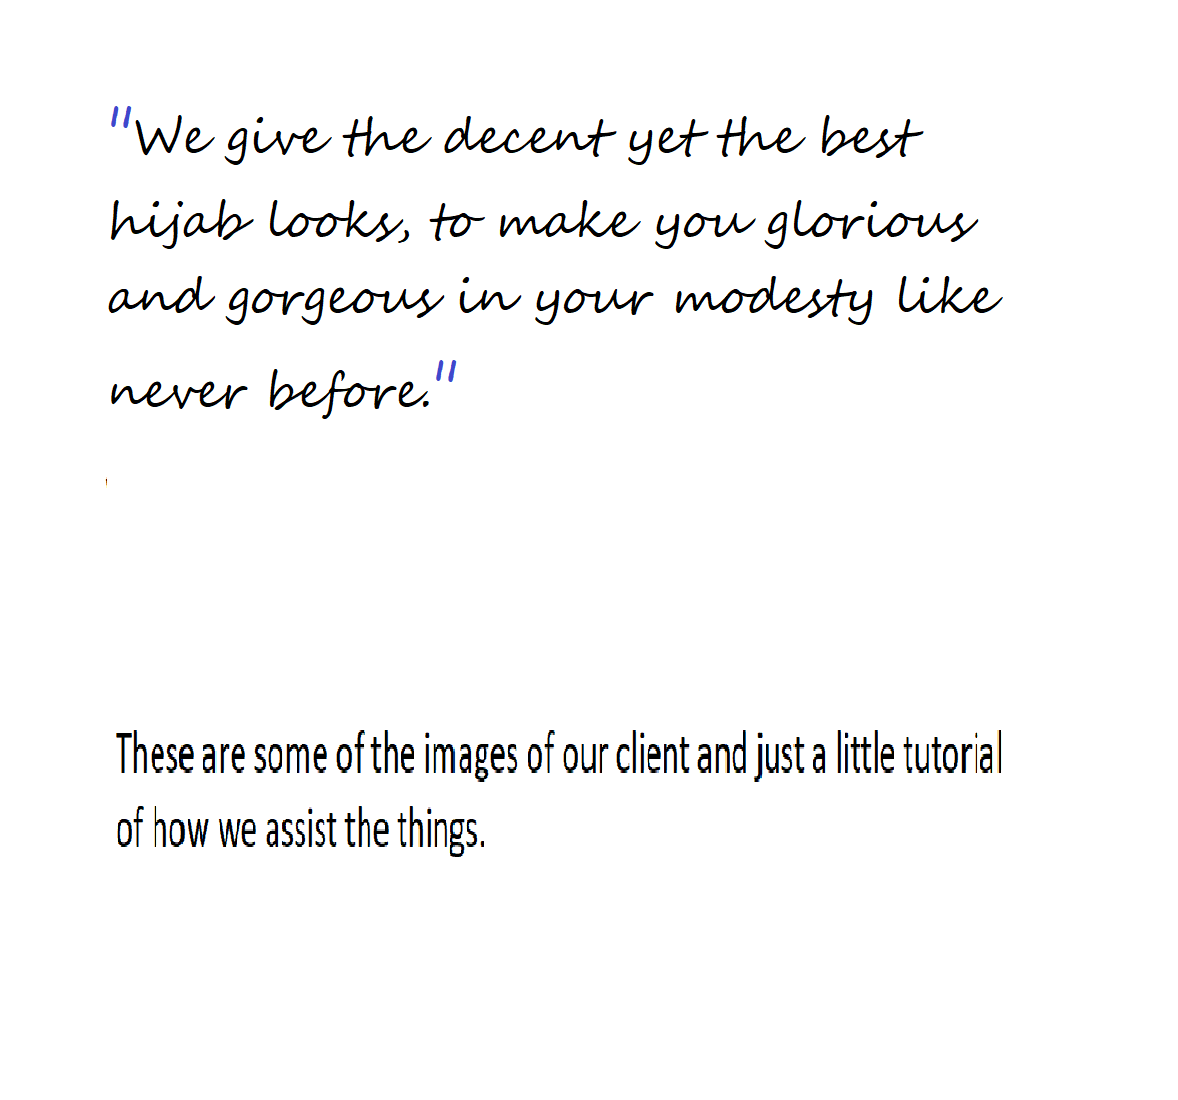 "We give the decent yet the best
hijab looks, to make you glorious
and gorgeous in your modesty like
never before."
These are some of the images of our client and just a little tutorial
of how we assist the things.